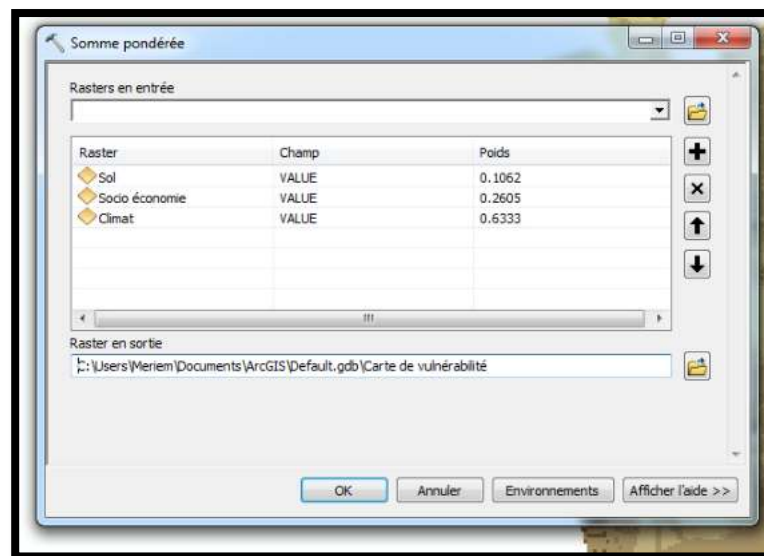 Somme pondérée
Rasters en entrée
Raster Champ Poids
Sol VALUE 0.1062
Socio économie VALUE 0.2605
Climat VALUE 0.6333
Raster en sortie
C:\Users\Meriem\Documents\ArcGIS\Default.gdb\Carte de vulnérabilité
OK Annuler Environnements Afficher l'aide >>